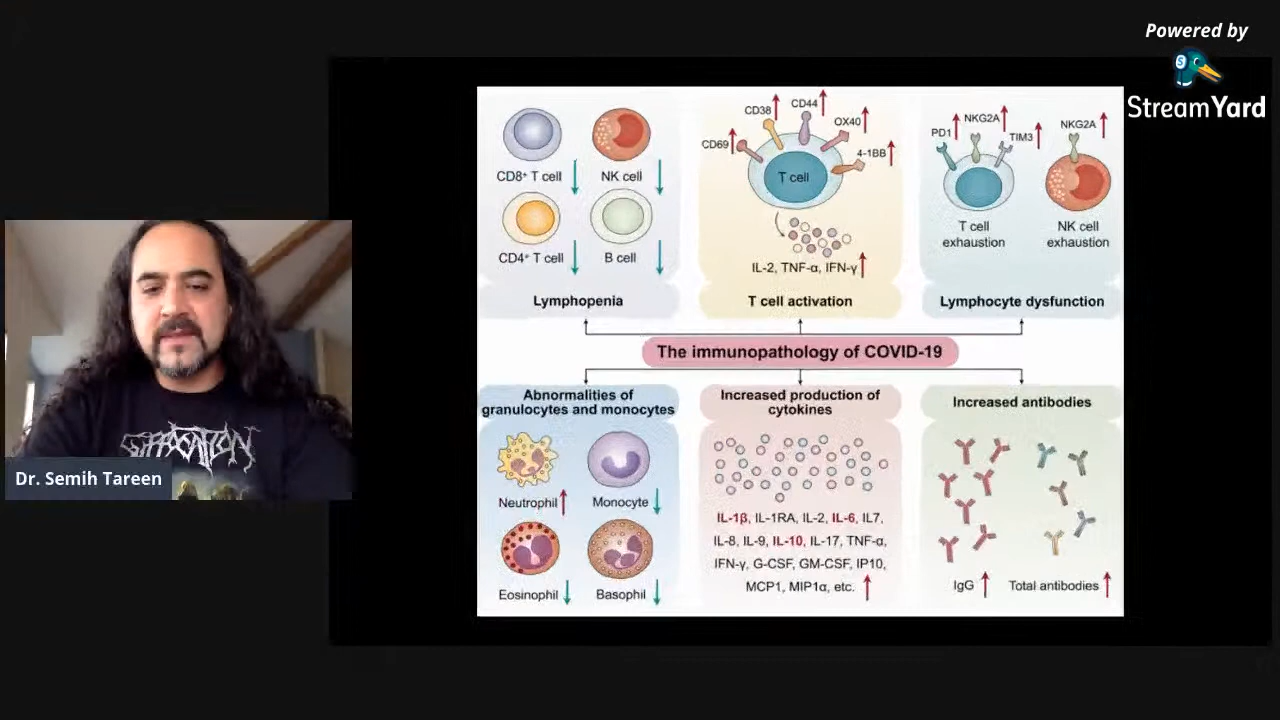 Powered by
StreamYard
CD8+ T cell
NK cell
CD4+ T cell
B cell
Lymphopenia
CD69
CD38
CD44
OX40
4-1BB
T cell
IL-2, TNF-α, IFN-γ
T cell activation
PD1
NKG2A
TIM3
NKG2A
T cell
exhaustion
NK cell
exhaustion
Lymphocyte dysfunction
The immunopathology of COVID-19
Abnormalities of
granulocytes and monocytes
Neutrophil
Monocyte
Eosinophil
Basophil
Increased production of
cytokines
IL-1β, IL-1RA, IL-2, IL-6, IL7,
IL-8, IL-9, IL-10, IL-17, TNF-α,
IFN-γ, G-CSF, GM-CSF, IP10,
MCP1, MIP1α, etc.
Increased antibodies
IgG
Total antibodies
SUFFOCATION
Dr. Semih Tareen